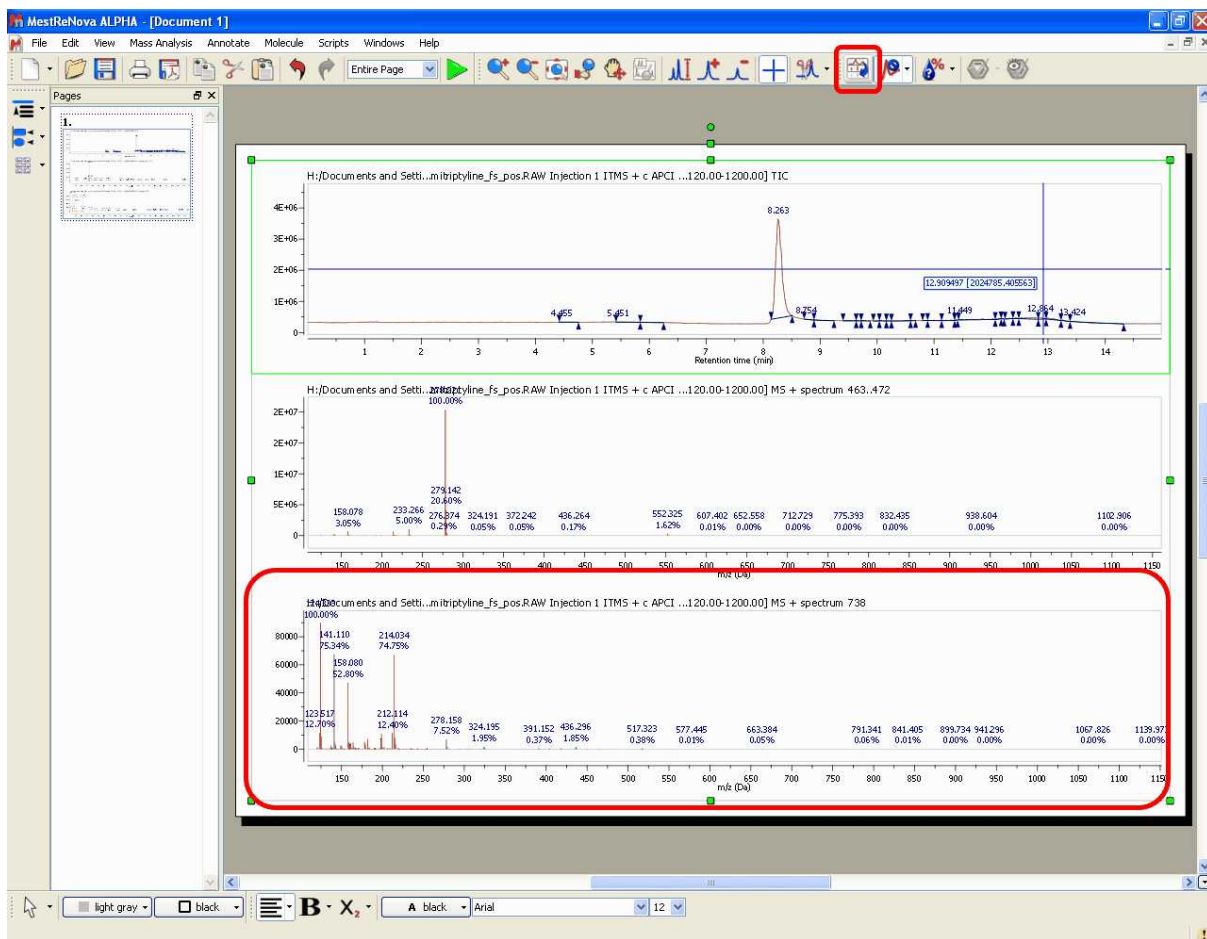 MestReNova ALPHA - [Document 1]
File Edit View Mass Analysis Annotate Molecule Scripts Windows Help
Entire Page
Pages
1.
H:/Documents and Setti...mitriptyline_fs_pos.RAW Injection 1 ITMS + c APCI ...120.00-1200.00] TIC
4E+06
3E+06
2E+06
1E+06
0
8.263
12.909497 [2024785.405563]
4.455 5.451 8.754 11.449 12.864 13.424
1 2 3 4 5 6 7 8 9 10 11 12 13 14
Retention time (min)
H:/Documents and Setti...mitriptyline_fs_pos.RAW Injection 1 ITMS + c APCI ...120.00-1200.00] MS + spectrum 463..472
100.00%
2E+07
2E+07
1E+07
5E+06
0
279.142
20.60%
158.078 233.266 276.974 324.191 372.242 436.264 552.325 607.402 652.558 712.729 775.393 832.435 938.604 1102.906
3.05% 5.00% 0.29% 0.05% 0.05% 0.17% 1.62% 0.01% 0.00% 0.00% 0.00% 0.00% 0.00% 0.00%
150 200 250 300 350 400 450 500 550 600 650 700 750 800 850 900 950 1000 1050 1100 1150
m/z (Da)
H:/Documents and Setti...mitriptyline_fs_pos.RAW Injection 1 ITMS + c APCI ...120.00-1200.00] MS + spectrum 738
100.00%
80000
60000
40000
20000
0
141.110 214.034
75.34% 74.75%
158.080
52.80%
123.517 212.114 278.158 324.195 391.152 436.296 517.323 577.445 663.384 791.341 841.405 899.734 941.296 1067.826 1139.97
12.70% 12.40% 7.52% 1.95% 0.37% 1.85% 0.38% 0.01% 0.05% 0.06% 0.01% 0.00% 0.00% 0.00% 0.00%
150 200 250 300 350 400 450 500 550 600 650 700 750 800 850 900 950 1000 1050 1100 1150
m/z (Da)
light gray black B X2 A black Arial 12